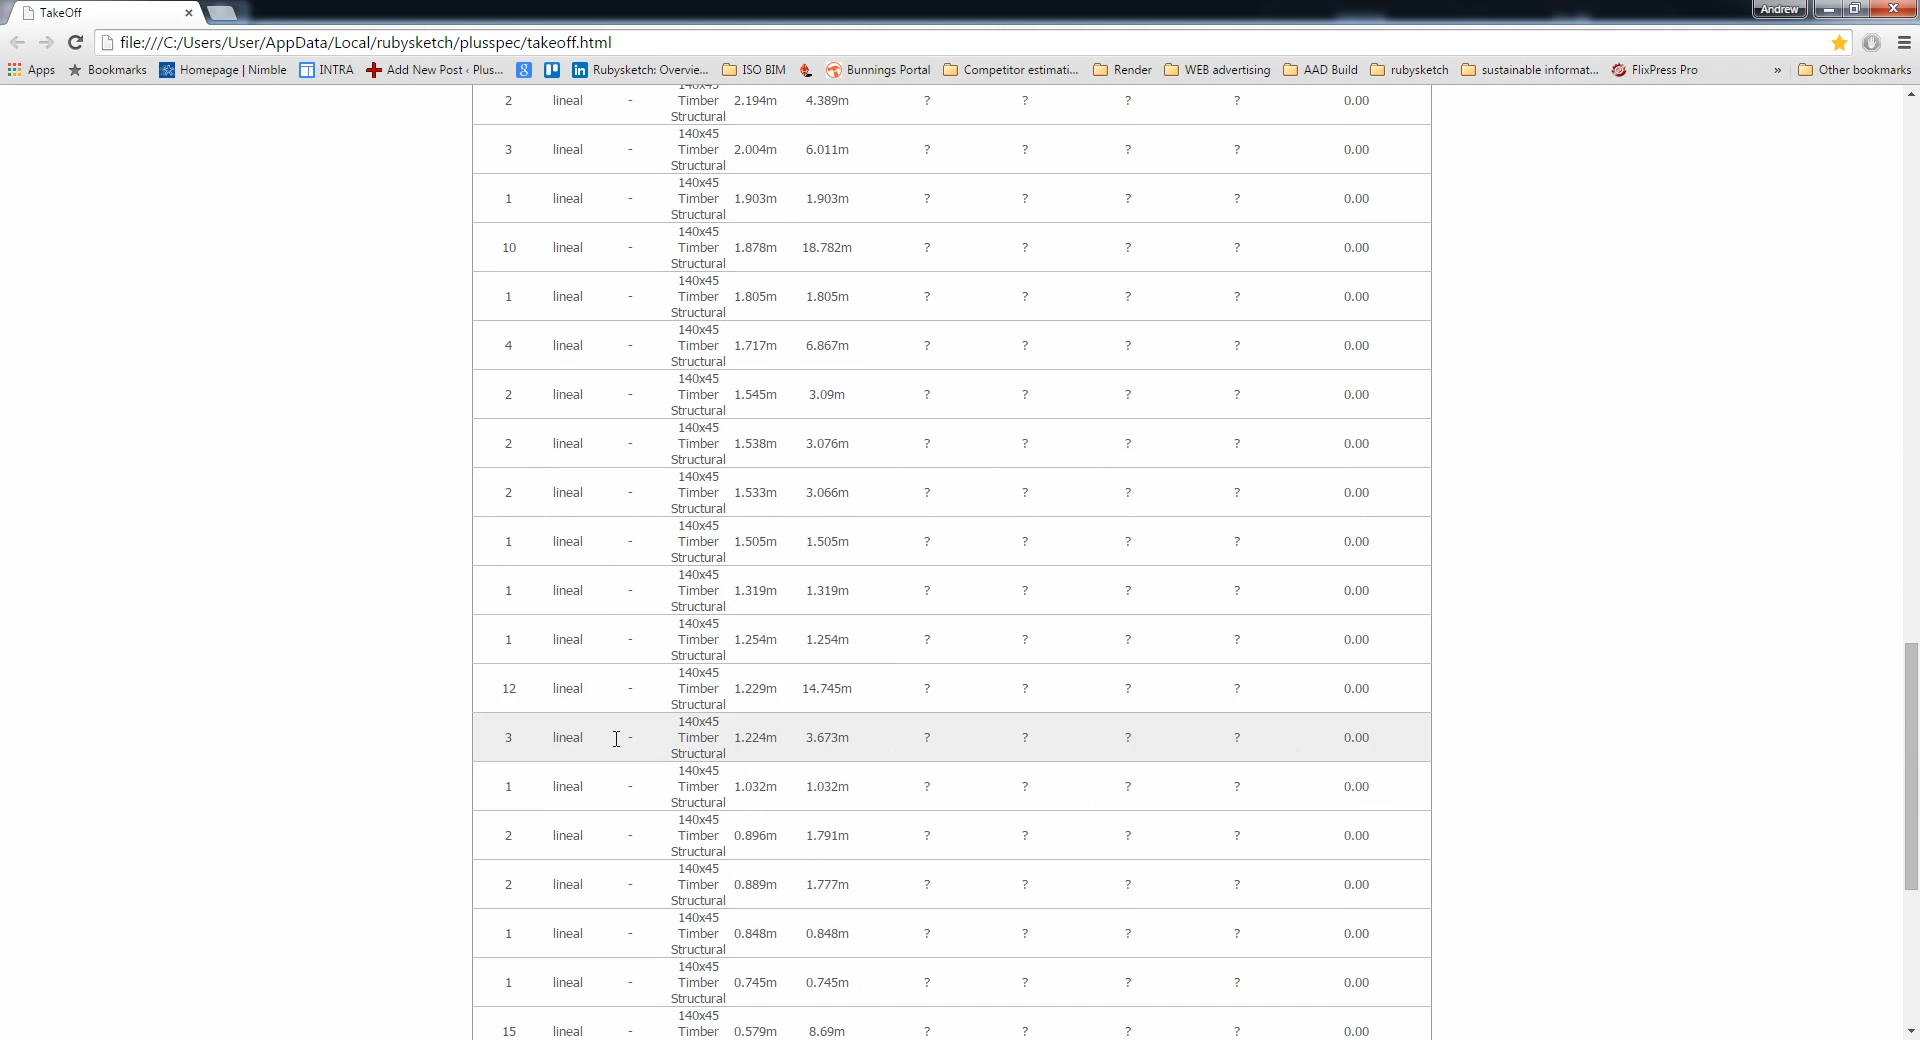 TakeOff
Andrew
file:///C:/Users/User/AppData/Local/rubysketch/plusspec/takeoff.html
Apps Bookmarks Homepage | Nimble INTRA Add New Post ‹ Plus... 8 in Rubysketch: Overvie... ISO BIM Bunnings Portal Competitor estimati... Render WEB advertising AAD Build rubysketch sustainable informat... FlixPress Pro » Other bookmarks
140x45
2 lineal - Timber 2.194m 4.389m ? ? ? ? 0.00
Structural
140x45
3 lineal - Timber 2.004m 6.011m ? ? ? ? 0.00
Structural
140x45
1 lineal - Timber 1.903m 1.903m ? ? ? ? 0.00
Structural
140x45
10 lineal - Timber 1.878m 18.782m ? ? ? ? 0.00
Structural
140x45
1 lineal - Timber 1.805m 1.805m ? ? ? ? 0.00
Structural
140x45
4 lineal - Timber 1.717m 6.867m ? ? ? ? 0.00
Structural
140x45
2 lineal - Timber 1.545m 3.09m ? ? ? ? 0.00
Structural
140x45
2 lineal - Timber 1.538m 3.076m ? ? ? ? 0.00
Structural
140x45
2 lineal - Timber 1.533m 3.066m ? ? ? ? 0.00
Structural
140x45
1 lineal - Timber 1.505m 1.505m ? ? ? ? 0.00
Structural
140x45
1 lineal - Timber 1.319m 1.319m ? ? ? ? 0.00
Structural
140x45
1 lineal - Timber 1.254m 1.254m ? ? ? ? 0.00
Structural
140x45
12 lineal - Timber 1.229m 14.745m ? ? ? ? 0.00
Structural
140x45
3 lineal - Timber 1.224m 3.673m ? ? ? ? 0.00
Structural
140x45
1 lineal - Timber 1.032m 1.032m ? ? ? ? 0.00
Structural
140x45
2 lineal - Timber 0.896m 1.791m ? ? ? ? 0.00
Structural
140x45
2 lineal - Timber 0.889m 1.777m ? ? ? ? 0.00
Structural
140x45
1 lineal - Timber 0.848m 0.848m ? ? ? ? 0.00
Structural
140x45
1 lineal - Timber 0.745m 0.745m ? ? ? ? 0.00
Structural
140x45
15 lineal - Timber 0.579m 8.69m ? ? ? ? 0.00